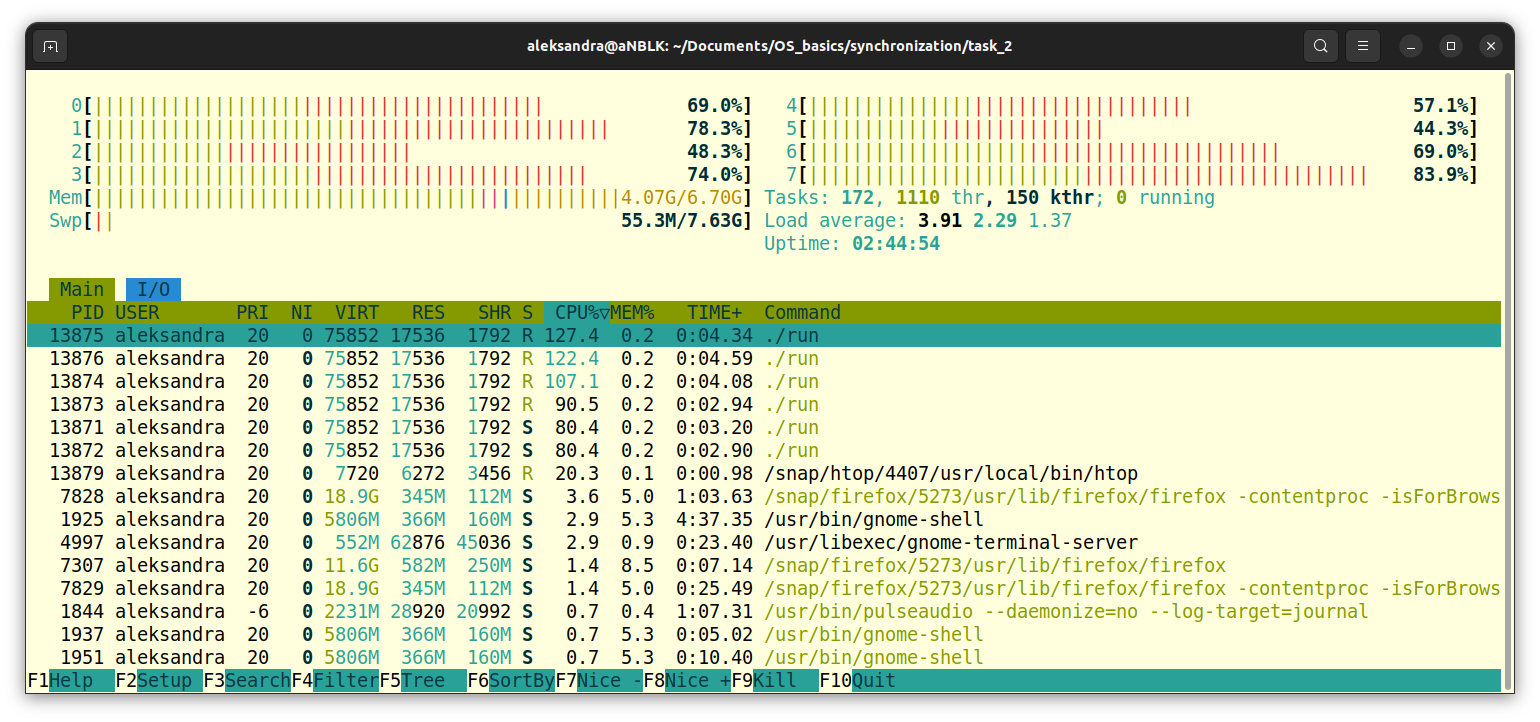 aleksandra@aNBLK: ~/Documents/OS_basics/synchronization/task_2
0[||||||||||||||||||||||||||||||||||||||||| 69.0%] 4[||||||||||||||||||||||||||||||||||| 57.1%]
1[||||||||||||||||||||||||||||||||||||||||||||||| 78.3%] 5[||||||||||||||||||||||||||| 44.3%]
2[||||||||||||||||||||||||||||| 48.3%] 6[||||||||||||||||||||||||||||||||||||||||||| 69.0%]
3[||||||||||||||||||||||||||||||||||||||||||||| 74.0%] 7[||||||||||||||||||||||||||||||||||||||||||||||||||| 83.9%]
Mem[||||||||||||||||||||||||||||||||||||||||||||||||4.07G/6.70G] Tasks: 172, 1110 thr, 150 kthr; 0 running
Swp[|| 55.3M/7.63G] Load average: 3.91 2.29 1.37
Uptime: 02:44:54
Main I/O
PID USER PRI NI VIRT RES SHR S CPU%▽MEM% TIME+ Command
13875 aleksandra 20 0 75852 17536 1792 R 127.4 0.2 0:04.34 ./run
13876 aleksandra 20 0 75852 17536 1792 R 122.4 0.2 0:04.59 ./run
13874 aleksandra 20 0 75852 17536 1792 R 107.1 0.2 0:04.08 ./run
13873 aleksandra 20 0 75852 17536 1792 R 90.5 0.2 0:02.94 ./run
13871 aleksandra 20 0 75852 17536 1792 S 80.4 0.2 0:03.20 ./run
13872 aleksandra 20 0 75852 17536 1792 S 80.4 0.2 0:02.90 ./run
13879 aleksandra 20 0 7720 6272 3456 R 20.3 0.1 0:00.98 /snap/htop/4407/usr/local/bin/htop
7828 aleksandra 20 0 18.9G 345M 112M S 3.6 5.0 1:03.63 /snap/firefox/5273/usr/lib/firefox/firefox -contentproc -isForBrows
1925 aleksandra 20 0 5806M 366M 160M S 2.9 5.3 4:37.35 /usr/bin/gnome-shell
4997 aleksandra 20 0 552M 62876 45036 S 2.9 0.9 0:23.40 /usr/libexec/gnome-terminal-server
7307 aleksandra 20 0 11.6G 582M 250M S 1.4 8.5 0:07.14 /snap/firefox/5273/usr/lib/firefox/firefox
7829 aleksandra 20 0 18.9G 345M 112M S 1.4 5.0 0:25.49 /snap/firefox/5273/usr/lib/firefox/firefox -contentproc -isForBrows
1844 aleksandra -6 0 2231M 28920 20992 S 0.7 0.4 1:07.31 /usr/bin/pulseaudio --daemonize=no --log-target=journal
1937 aleksandra 20 0 5806M 366M 160M S 0.7 5.3 0:05.02 /usr/bin/gnome-shell
1951 aleksandra 20 0 5806M 366M 160M S 0.7 5.3 0:10.40 /usr/bin/gnome-shell
F1Help F2Setup F3SearchF4FilterF5Tree F6SortByF7Nice -F8Nice +F9Kill F10Quit